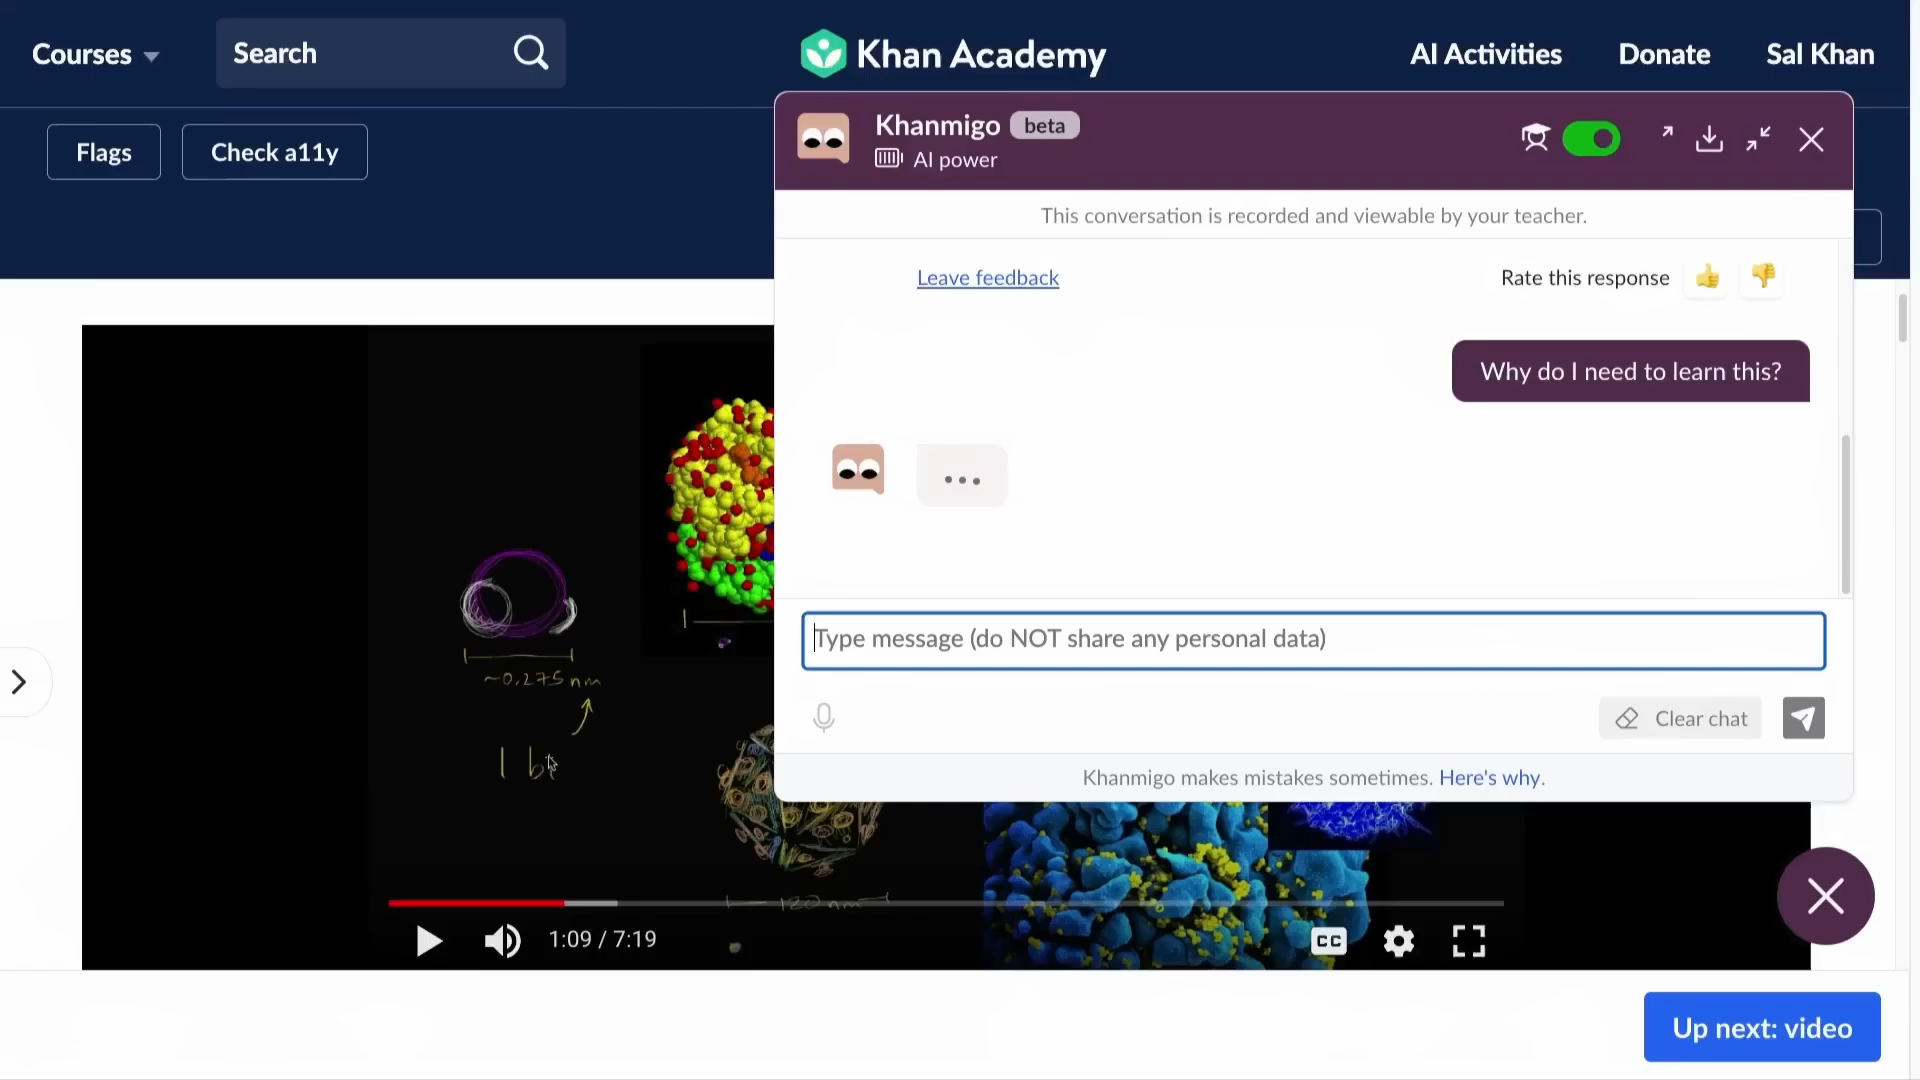 Courses
Search
Khan Academy
AI Activities
Donate
Sal Khan
Flags
Check a11y
Khanmigo beta
AI power
This conversation is recorded and viewable by your teacher.
Leave feedback
Rate this response
Why do I need to learn this?
Type message (do NOT share any personal data)
Clear chat
Khanmigo makes mistakes sometimes. Here's why.
~0.275 nm
120 nm
1:09 / 7:19
CC
Up next: video